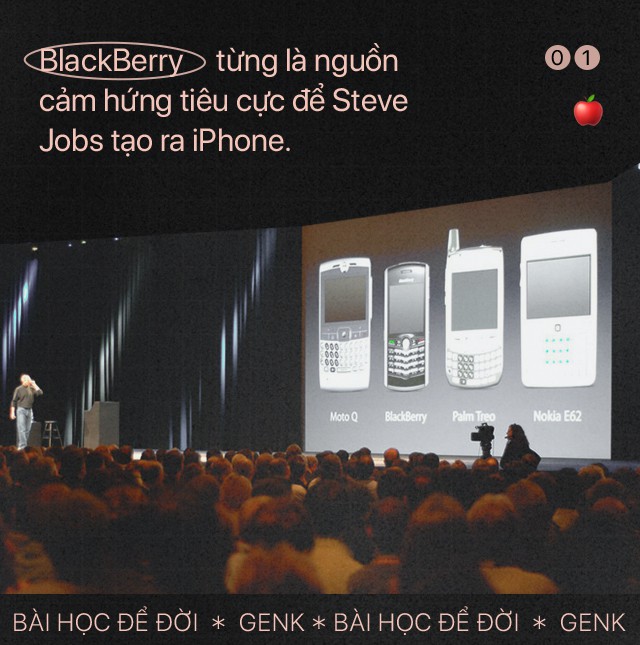 BlackBerry từng là nguồn
cảm hứng tiêu cực để Steve
Jobs tạo ra iPhone.
01
Moto Q BlackBerry Palm Treo Nokia E62
BÀI HỌC ĐỂ ĐỜI * GENK * BÀI HỌC ĐỂ ĐỜI * GENK